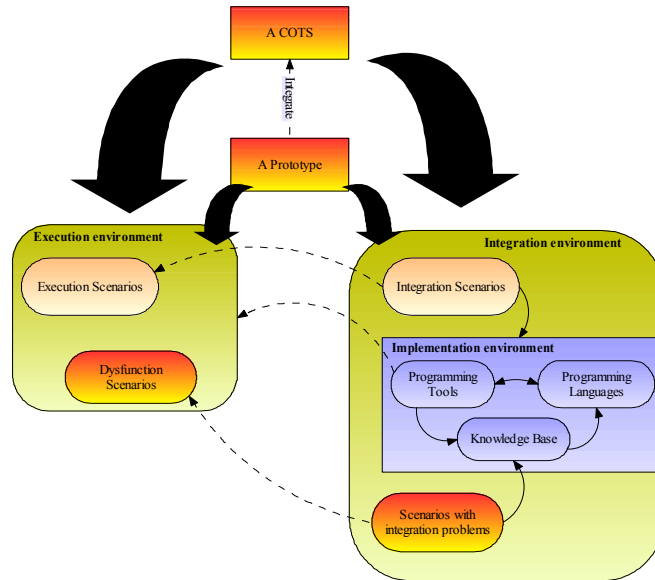 A COTS
Integrate
A Prototype
Execution environment
Integration environment
Execution Scenarios
Integration Scenarios
Implementation environment
Dysfunction
Scenarios
Programming
Tools
Programming
Languages
Knowledge Base
Scenarios with
integration problems